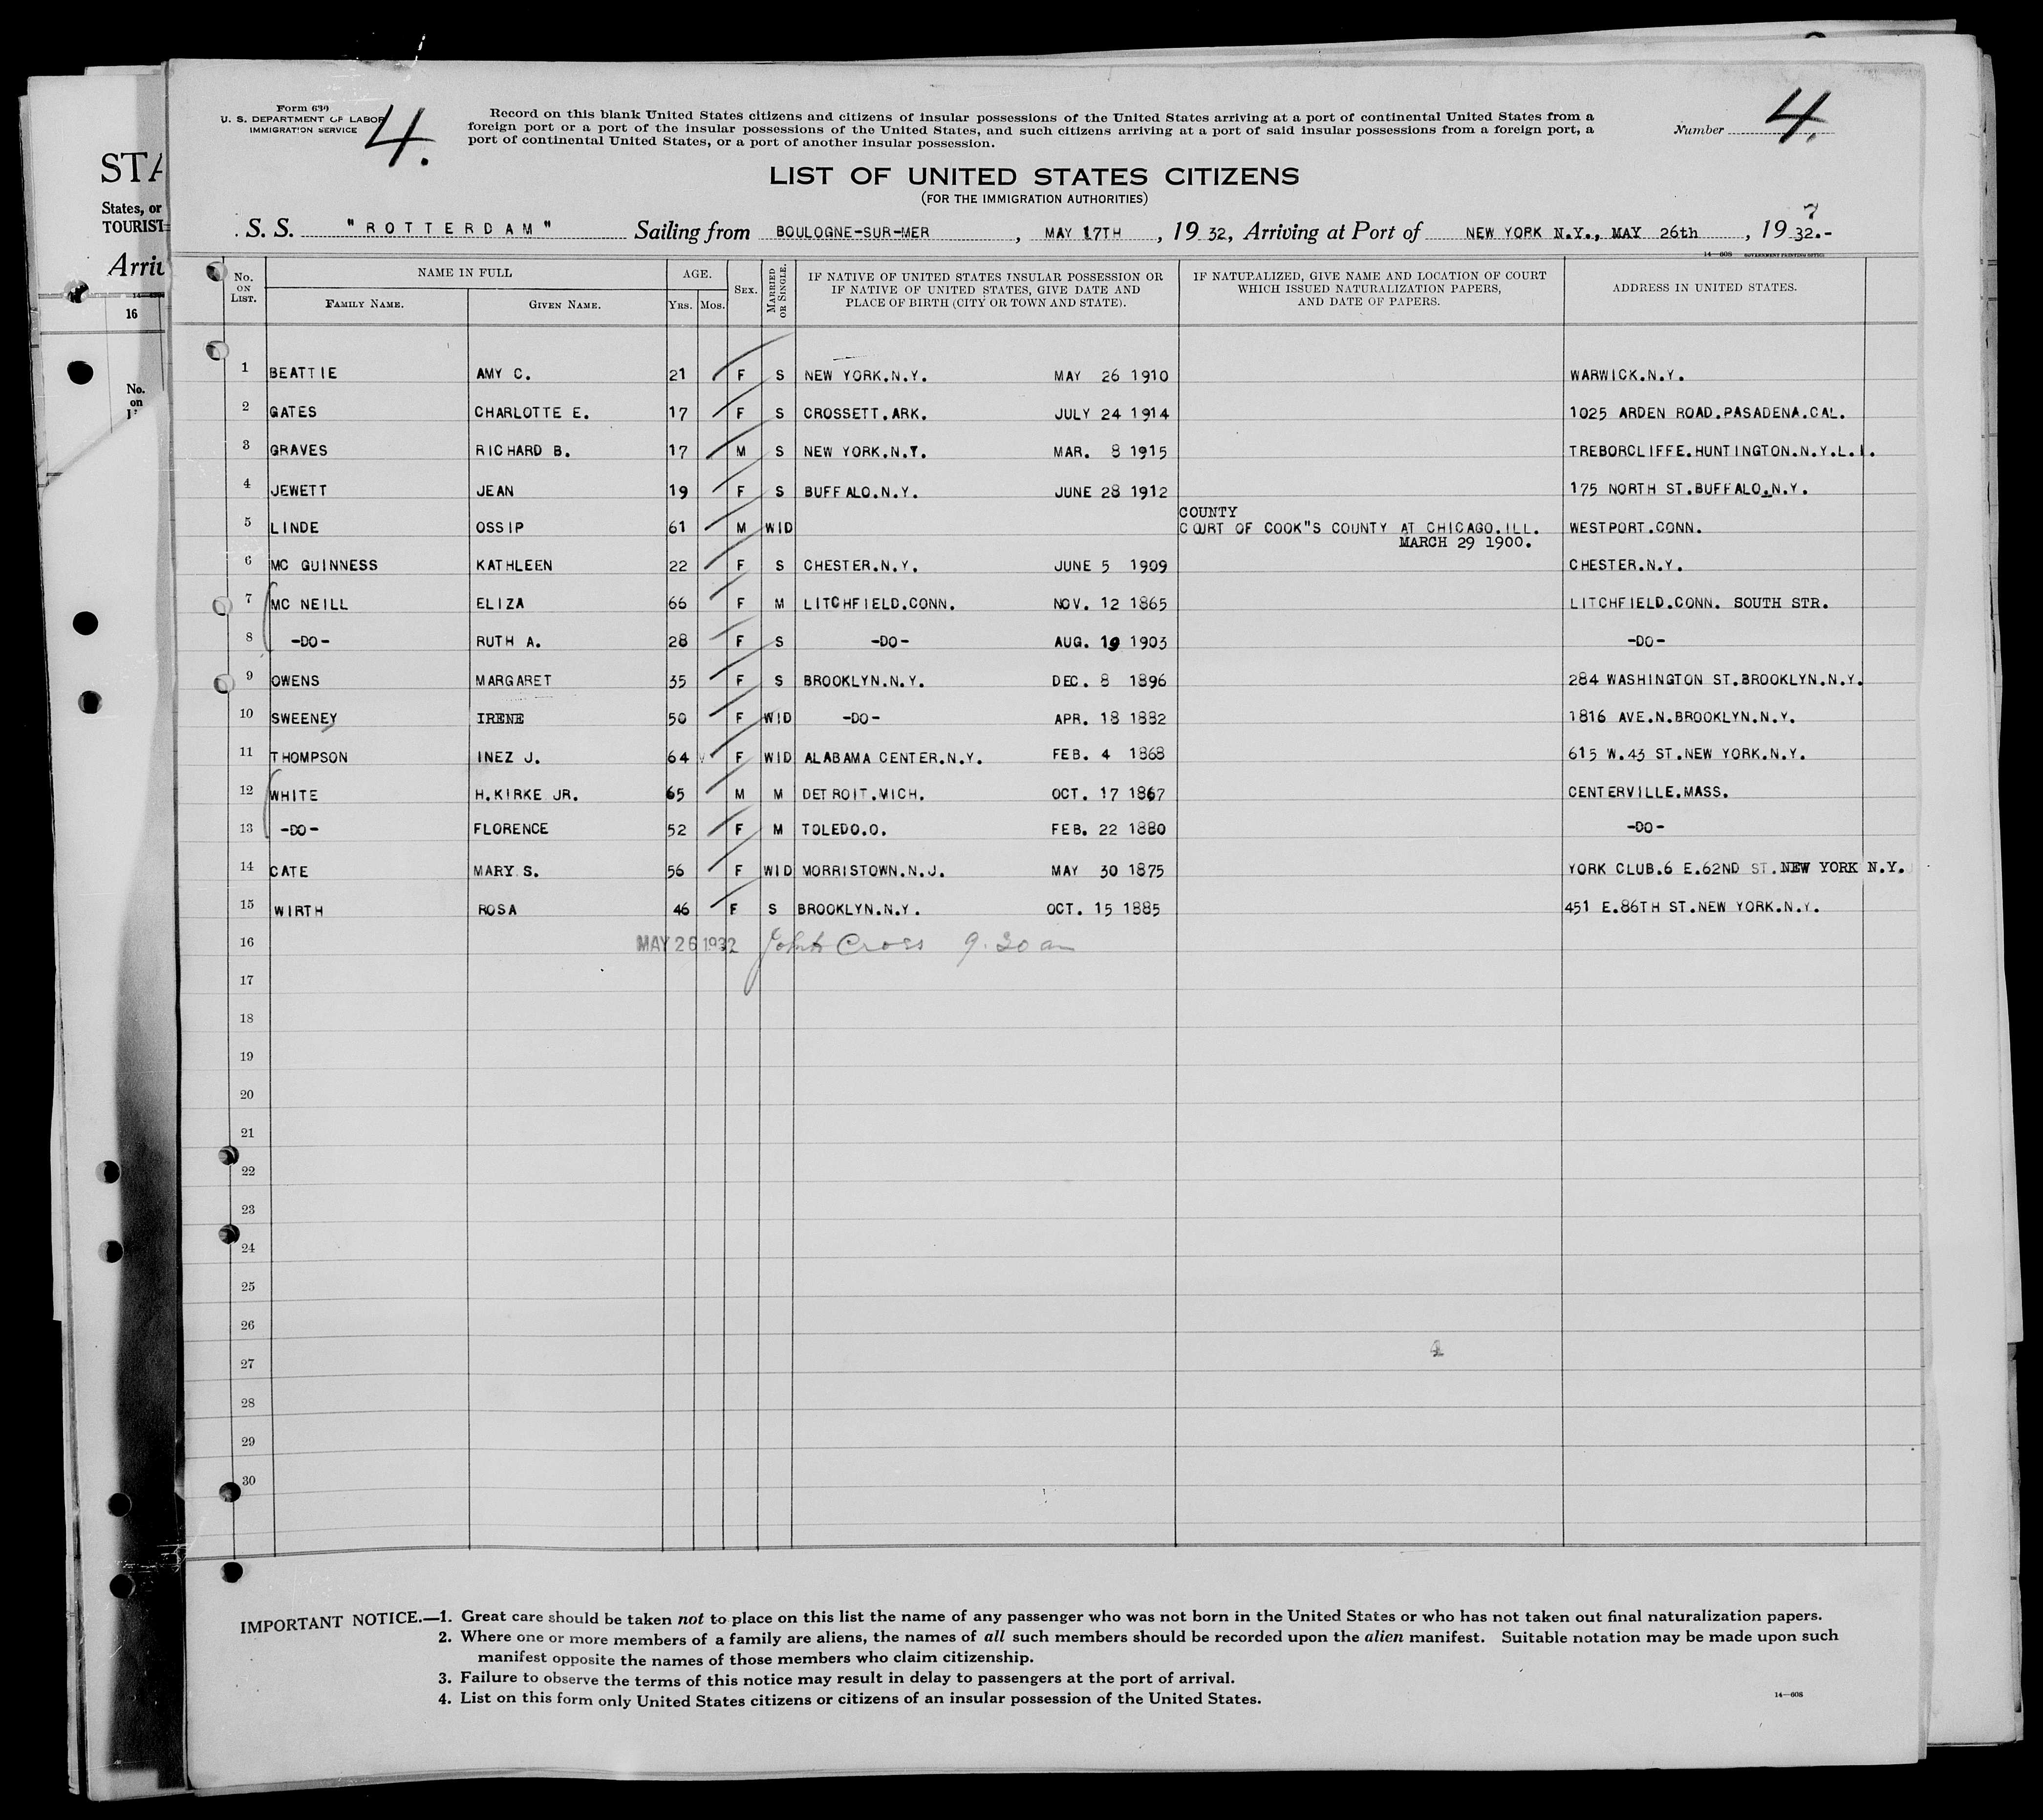 Form 630
U. S. DEPARTMENT OF LABOR
IMMIGRATION SERVICE
4.
Record on this blank United States citizens and citizens of insular possessions of the United States arriving at a port of continental United States from a
foreign port or a port of the insular possessions of the United States, and such citizens arriving at a port of said insular possessions from a foreign port, a
port of continental United States, or a port of another insular possession.
Number 4.
LIST OF UNITED STATES CITIZENS
(FOR THE IMMIGRATION AUTHORITIES)
S. S. "ROTTERDAM" Sailing from BOULOGNE-SUR-MER, MAY 17TH, 1932, Arriving at Port of NEW YORK N.Y., MAY 26th, 1932.-
14—608 GOVERNMENT PRINTING OFFICE
No. ON LIST. NAME IN FULL FAMILY NAME. GIVEN NAME. AGE. YRS. MOS. SEX. MARRIED OR SINGLE. IF NATIVE OF UNITED STATES INSULAR POSSESSION OR IF NATIVE OF UNITED STATES, GIVE DATE AND PLACE OF BIRTH (CITY OR TOWN AND STATE). IF NATURALIZED, GIVE NAME AND LOCATION OF COURT WHICH ISSUED NATURALIZATION PAPERS, AND DATE OF PAPERS. ADDRESS IN UNITED STATES.
1 BEATTIE AMY C. 21 F S NEW YORK.N.Y. MAY 26 1910 WARWICK.N.Y.
2 GATES CHARLOTTE E. 17 F S CROSSETT.ARK. JULY 24 1914 1025 ARDEN ROAD.PASADENA.CAL.
3 GRAVES RICHARD B. 17 M S NEW YORK.N.Y. MAR. 8 1915 TREBORCLIFFE.HUNTINGTON.N.Y.L.I.
4 JEWETT JEAN 19 F S BUFFALO.N.Y. JUNE 28 1912 175 NORTH ST.BUFFALO.N.Y.
COUNTY
5 LINDE OSSIP 61 M WID COURT OF COOK"S COUNTY AT CHICAGO.ILL. WESTPORT.CONN.
MARCH 29 1900.
6 MC GUINNESS KATHLEEN 22 F S CHESTER.N.Y. JUNE 5 1909 CHESTER.N.Y.
7 MC NEILL ELIZA 66 F M LITCHFIELD.CONN. NOV. 12 1865 LITCHFIELD.CONN. SOUTH STR.
8 -DO- RUTH A. 28 F S -DO- AUG. 19 1903 -DO-
9 OWENS MARGARET 35 F S BROOKLYN.N.Y. DEC. 8 1896 284 WASHINGTON ST.BROOKLYN.N.Y.
10 SWEENEY IRENE 50 F WID -DO- APR. 18 1882 1816 AVE.N.BROOKLYN.N.Y.
11 THOMPSON INEZ J. 64 F WID ALABAMA CENTER.N.Y. FEB. 4 1868 615 W.43 ST.NEW YORK.N.Y.
12 WHITE H.KIRKE JR. 65 M M DETROIT.MICH. OCT. 17 1867 CENTERVILLE.MASS.
13 -DO- FLORENCE 52 F M TOLEDO.O. FEB. 22 1880 -DO-
14 CATE MARY S. 56 F WID MORRISTOWN.N.J. MAY 30 1875 YORK CLUB.6 E.62ND ST.NEW YORK N.Y.
15 WIRTH ROSA 46 F S BROOKLYN.N.Y. OCT. 15 1885 451 E.86TH ST.NEW YORK.N.Y.
16 MAY 26 1932 John Cross 9.30 am
17
18
19
20
21
22
23
24
25
26
27
28
29
30
IMPORTANT NOTICE.—1. Great care should be taken not to place on this list the name of any passenger who was not born in the United States or who has not taken out final naturalization papers.
2. Where one or more members of a family are aliens, the names of all such members should be recorded upon the alien manifest. Suitable notation may be made upon such
manifest opposite the names of those members who claim citizenship.
3. Failure to observe the terms of this notice may result in delay to passengers at the port of arrival.
4. List on this form only United States citizens or citizens of an insular possession of the United States.
14—608
STA
States, or
TOURIST
Arriv
16
No.
on